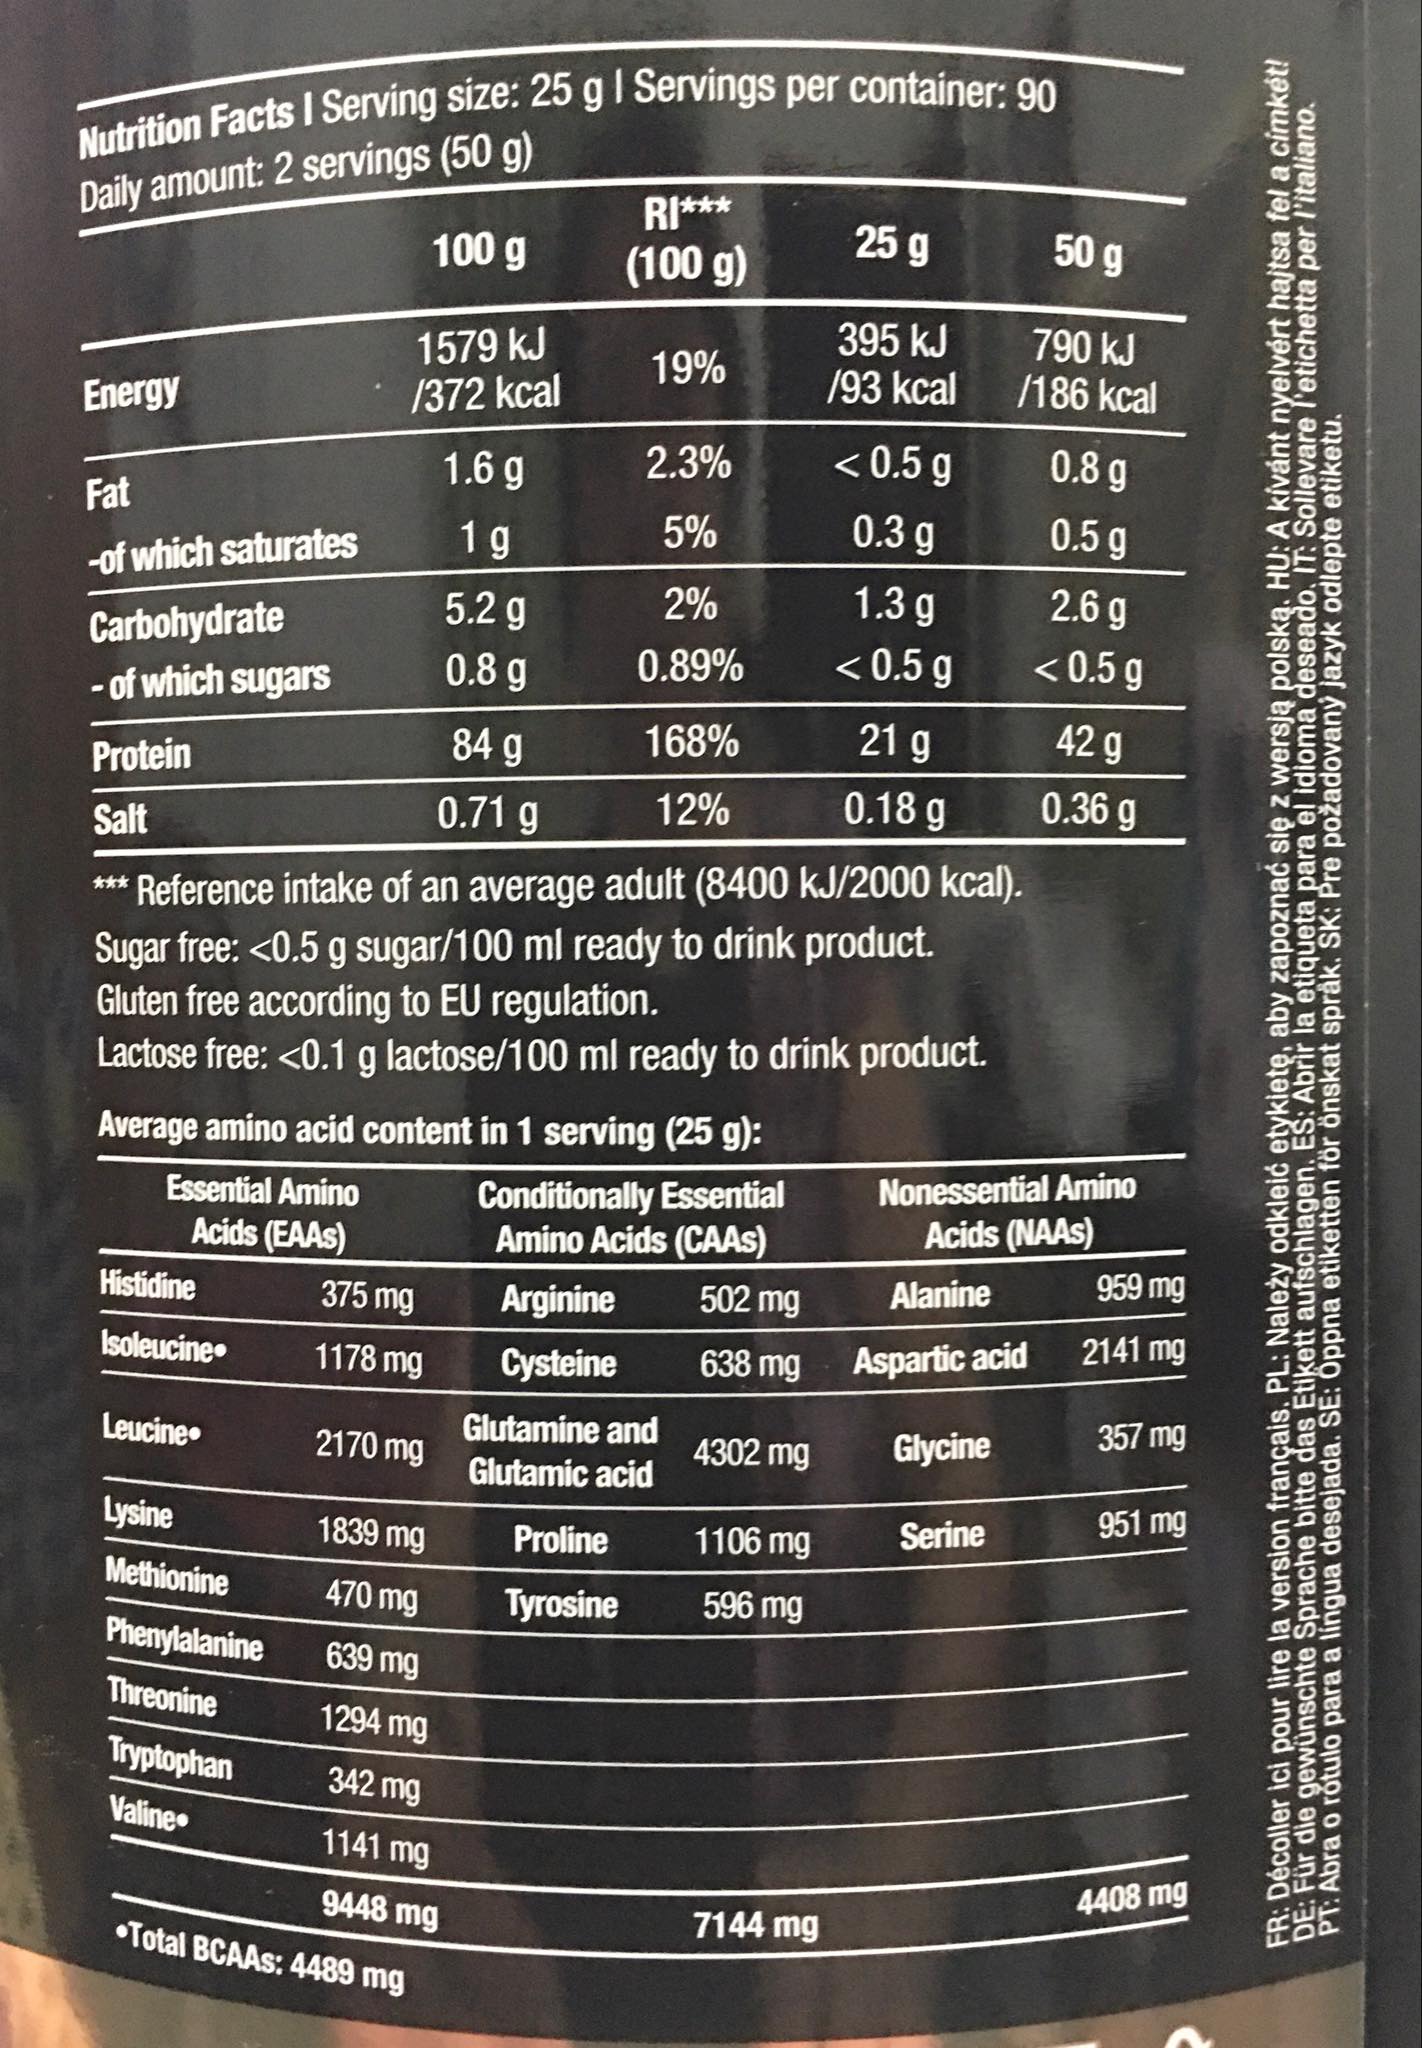 Nutrition Facts | Serving size: 25 g | Servings per container: 90
Daily amount: 2 servings (50 g)
100 g RI*** (100 g) 25 g 50 g
Energy 1579 kJ /372 kcal 19% 395 kJ /93 kcal 790 kJ /186 kcal
Fat 1.6 g 2.3% < 0.5 g 0.8 g
-of which saturates 1 g 5% 0.3 g 0.5 g
Carbohydrate 5.2 g 2% 1.3 g 2.6 g
- of which sugars 0.8 g 0.89% < 0.5 g < 0.5 g
Protein 84 g 168% 21 g 42 g
Salt 0.71 g 12% 0.18 g 0.36 g
*** Reference intake of an average adult (8400 kJ/2000 kcal).
Sugar free: <0.5 g sugar/100 ml ready to drink product.
Gluten free according to EU regulation.
Lactose free: <0.1 g lactose/100 ml ready to drink product.
Average amino acid content in 1 serving (25 g):
Essential Amino Conditionally Essential Nonessential Amino
Acids (EAAs) Amino Acids (CAAs) Acids (NAAs)
Histidine 375 mg Arginine 502 mg Alanine 959 mg
Isoleucine• 1178 mg Cysteine 638 mg Aspartic acid 2141 mg
Leucine• 2170 mg Glutamine and Glutamic acid 4302 mg Glycine 357 mg
Lysine 1839 mg Proline 1106 mg Serine 951 mg
Methionine 470 mg Tyrosine 596 mg
Phenylalanine 639 mg
Threonine 1294 mg
Tryptophan 342 mg
Valine• 1141 mg
9448 mg 7144 mg 4408 mg
•Total BCAAs: 4489 mg
FR: Décoller ici pour lire la version français. PL: Należy odkleić etykietę, aby zapoznać się z wersją polską. HU: A kívánt nyelvért hajtsa fel a címkét!
DE: Für die gewünschte Sprache bitte das Etikett aufschlagen. ES: Abrir la etiqueta para el idioma deseado. IT: Sollevare l'etichetta per l'italiano.
PT: Abra o rótulo para a língua desejada. SE: Öppna etiketten för önskat språk. SK: Pre požadovaný jazyk odlepte etiketu.